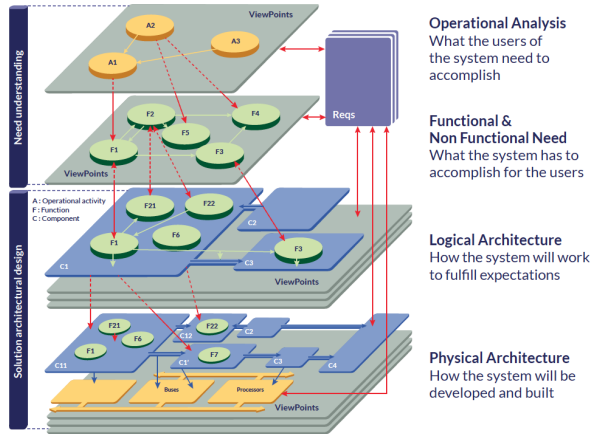 Need understanding
ViewPoints
A2
A3
A1
Operational Analysis
What the users of
the system need to
accomplish
Reqs
F2
F4
F5
F1
F3
ViewPoints
Functional &
Non Functional Need
What the system has to
accomplish for the users
Solution architectural design
A : Operational activity
F : Function
C : Component
F21
F22
F6
F1
C1
C2
C3
F3
ViewPoints
Logical Architecture
How the system will work
to fulfill expectations
F21
F6
F1
C11
F22
C12
C2
F7
C1'
C3
C4
Buses
Processors
ViewPoints
Physical Architecture
How the system will be
developed and built